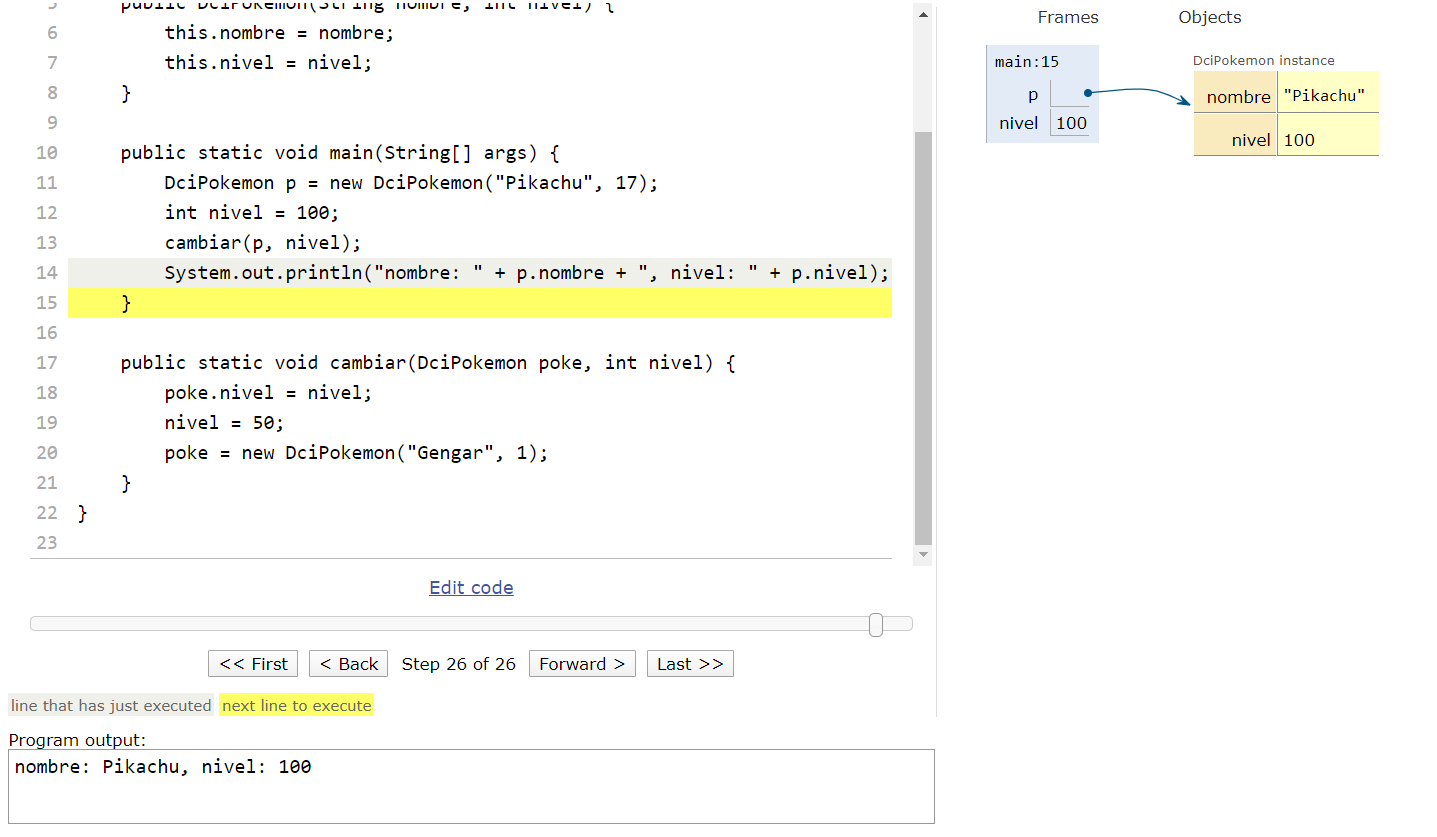 5 public DciPokemon(String nombre, int nivel) {
6 this.nombre = nombre;
7 this.nivel = nivel;
8 }
9
10 public static void main(String[] args) {
11 DciPokemon p = new DciPokemon("Pikachu", 17);
12 int nivel = 100;
13 cambiar(p, nivel);
14 System.out.println("nombre: " + p.nombre + ", nivel: " + p.nivel);
15 }
16
17 public static void cambiar(DciPokemon poke, int nivel) {
18 poke.nivel = nivel;
19 nivel = 50;
20 poke = new DciPokemon("Gengar", 1);
21 }
22 }
23
Edit code
<< First < Back Step 26 of 26 Forward > Last >>
line that has just executed next line to execute
Program output:
nombre: Pikachu, nivel: 100
Frames Objects
main:15
p
nivel 100
DciPokemon instance
nombre "Pikachu"
nivel 100